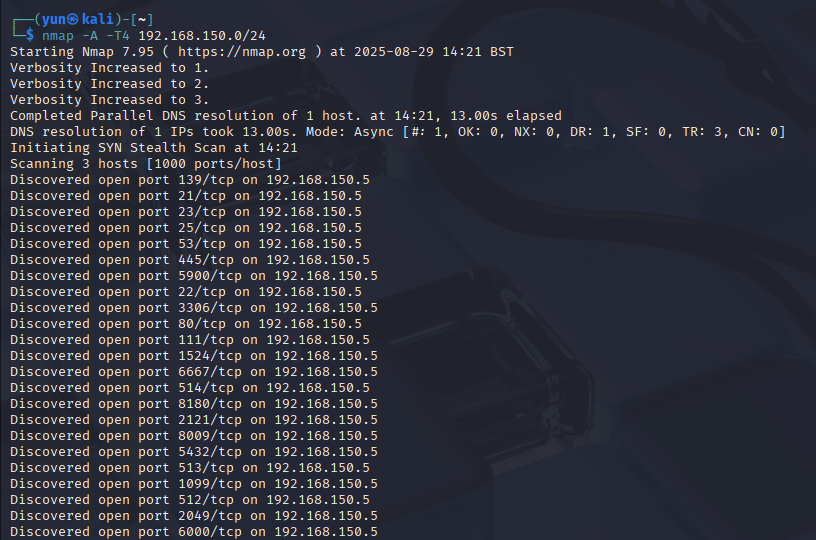 ┌──(yun㉿kali)-[~]
└─$ nmap -A -T4 192.168.150.0/24
Starting Nmap 7.95 ( https://nmap.org ) at 2025-08-29 14:21 BST
Verbosity Increased to 1.
Verbosity Increased to 2.
Verbosity Increased to 3.
Completed Parallel DNS resolution of 1 host. at 14:21, 13.00s elapsed
DNS resolution of 1 IPs took 13.00s. Mode: Async [#: 1, OK: 0, NX: 0, DR: 1, SF: 0, TR: 3, CN: 0]
Initiating SYN Stealth Scan at 14:21
Scanning 3 hosts [1000 ports/host]
Discovered open port 139/tcp on 192.168.150.5
Discovered open port 21/tcp on 192.168.150.5
Discovered open port 23/tcp on 192.168.150.5
Discovered open port 25/tcp on 192.168.150.5
Discovered open port 53/tcp on 192.168.150.5
Discovered open port 445/tcp on 192.168.150.5
Discovered open port 5900/tcp on 192.168.150.5
Discovered open port 22/tcp on 192.168.150.5
Discovered open port 3306/tcp on 192.168.150.5
Discovered open port 80/tcp on 192.168.150.5
Discovered open port 111/tcp on 192.168.150.5
Discovered open port 1524/tcp on 192.168.150.5
Discovered open port 6667/tcp on 192.168.150.5
Discovered open port 514/tcp on 192.168.150.5
Discovered open port 8180/tcp on 192.168.150.5
Discovered open port 2121/tcp on 192.168.150.5
Discovered open port 8009/tcp on 192.168.150.5
Discovered open port 5432/tcp on 192.168.150.5
Discovered open port 513/tcp on 192.168.150.5
Discovered open port 1099/tcp on 192.168.150.5
Discovered open port 512/tcp on 192.168.150.5
Discovered open port 2049/tcp on 192.168.150.5
Discovered open port 6000/tcp on 192.168.150.5